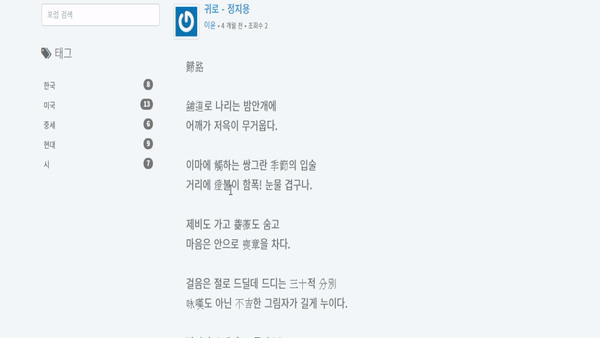 포럼 검색
태그
한국 8
미국 13
중세 6
현대 9
시 7
귀로 - 정지용
이윤 • 4 개월 전 • 조회수 2
歸路
鋪道로 나리는 밤안개에
어깨가 저윽이 무거웁다.
이마에 觸하는 쌍그란 季節의 입술
거리에 燈불이 함폭! 눈물 겹구나.
제비도 가고 薔薇도 숨고
마음은 안으로 喪章을 차다.
걸음은 절로 드딜데 드디는 三十적 分別
咏嘆도 아닌 不吉한 그림자가 길게 누이다.